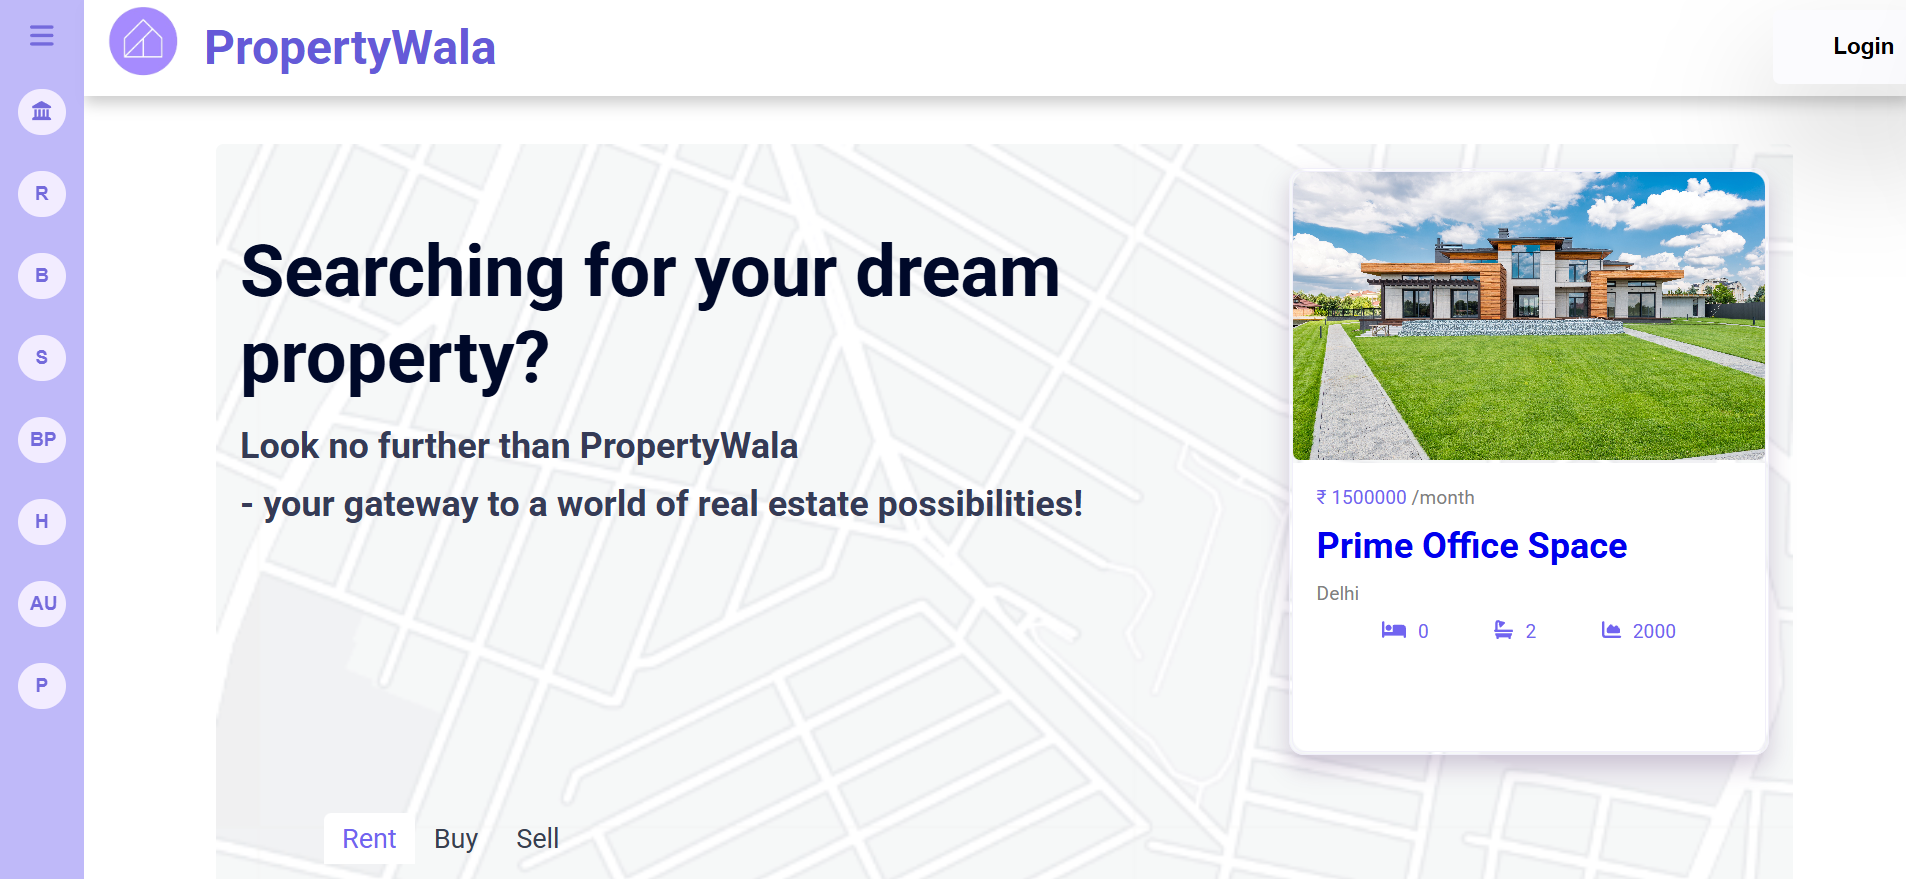 PropertyWala
Login
R
B
S
BP
H
AU
P
Searching for your dream
property?
Look no further than PropertyWala
- your gateway to a world of real estate possibilities!
₹ 1500000 /month
Prime Office Space
Delhi
0 2 2000
Rent Buy Sell